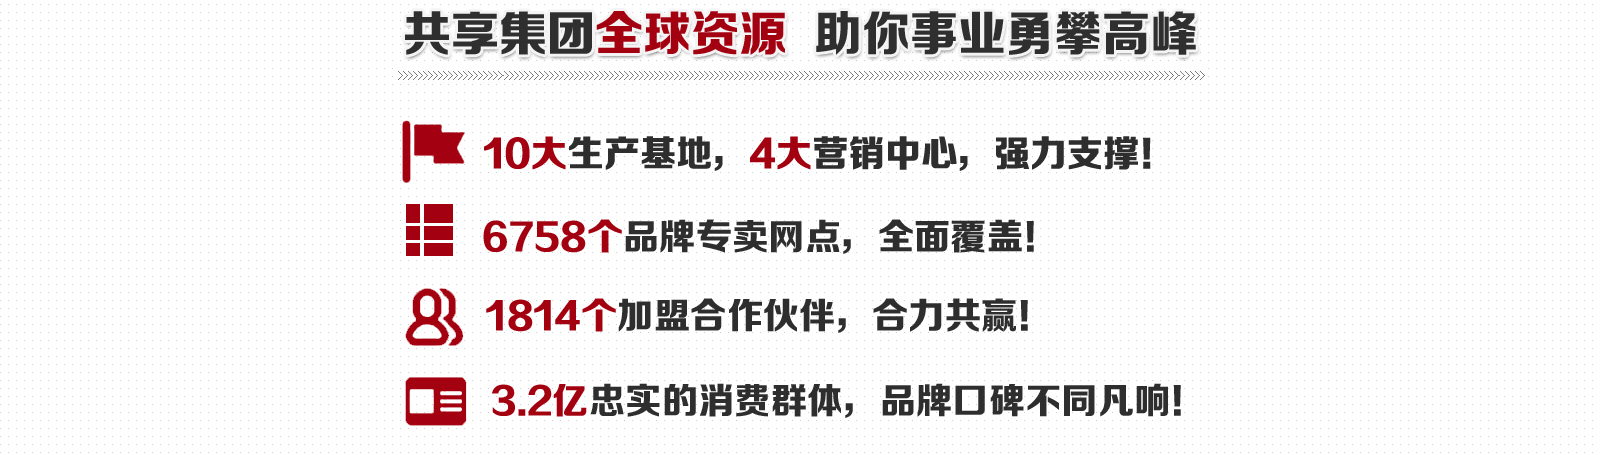 共享集团全球资源 助你事业勇攀高峰
10大生产基地，4大营销中心，强力支撑！
6758个品牌专卖网点，全面覆盖！
1814个加盟合作伙伴，合力共赢！
3.2亿忠实的消费群体，品牌口碑不同凡响！